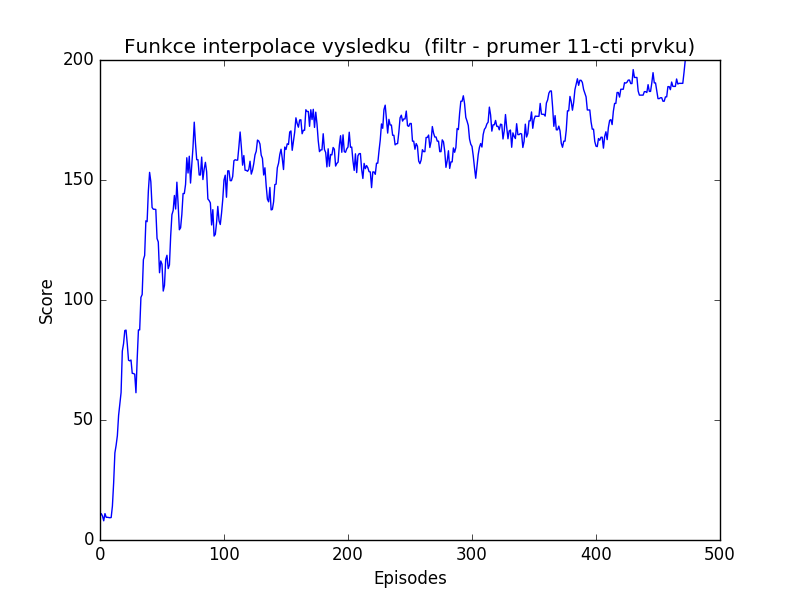 Funkce interpolace vysledku  (filtr - prumer 11-cti prvku)
200
150
100
50
0
Score
0 100 200 300 400 500
Episodes